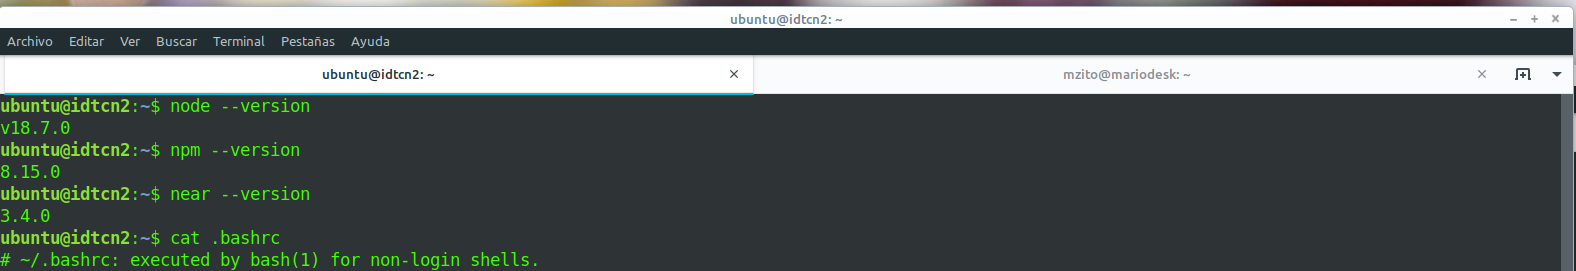 ubuntu@idtcn2: ~
Archivo Editar Ver Buscar Terminal Pestañas Ayuda
ubuntu@idtcn2: ~ mzito@mariodesk: ~
ubuntu@idtcn2:~$ node --version
v18.7.0
ubuntu@idtcn2:~$ npm --version
8.15.0
ubuntu@idtcn2:~$ near --version
3.4.0
ubuntu@idtcn2:~$ cat .bashrc
# ~/.bashrc: executed by bash(1) for non-login shells.